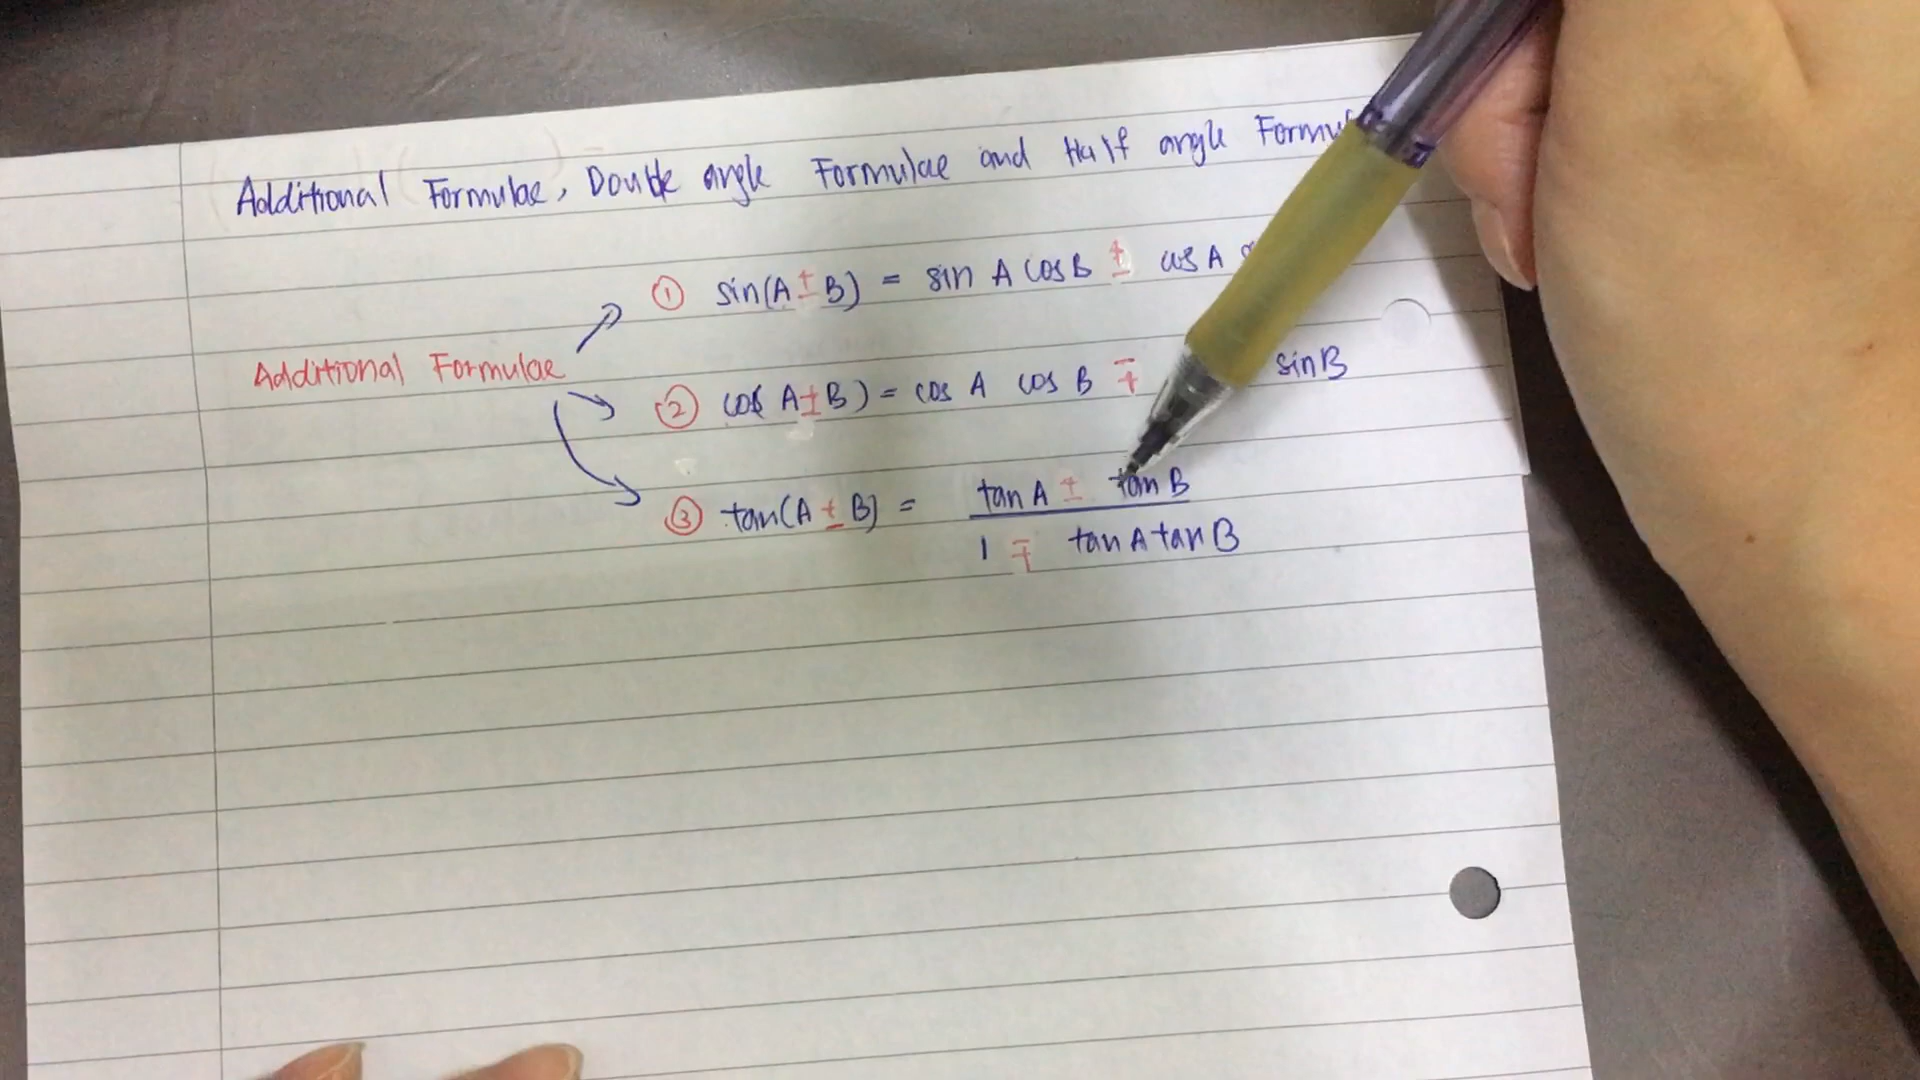 Additional Formulae, Double angle Formulae and Half angle Formu
① sin(A ± B) = sin A cos B ± cos A
Additional Formulae
② cos( A ± B ) = cos A cos B ∓ sin B
③ tan(A ± B) = tan A ± tan B
1 ∓ tan A tan B